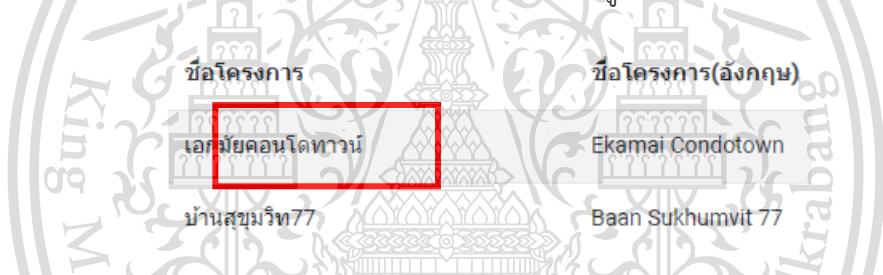 ชื่อโครงการ ชื่อโครงการ(อังกฤษ)
เอกมัยคอนโดทาวน์ Ekamai Condotown
บ้านสุขุมวิท77 Baan Sukhumvit 77
King
M
krabang